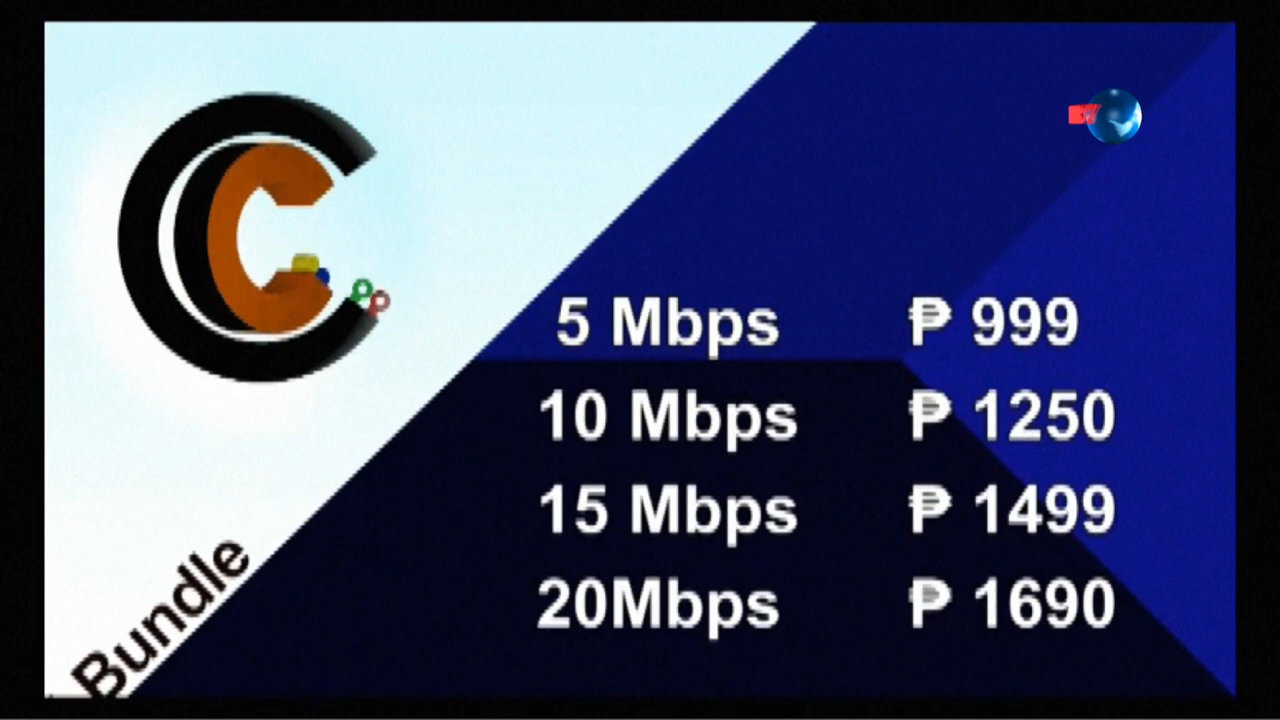 5 Mbps ₱ 999
10 Mbps ₱ 1250
15 Mbps ₱ 1499
20Mbps ₱ 1690
Bundle